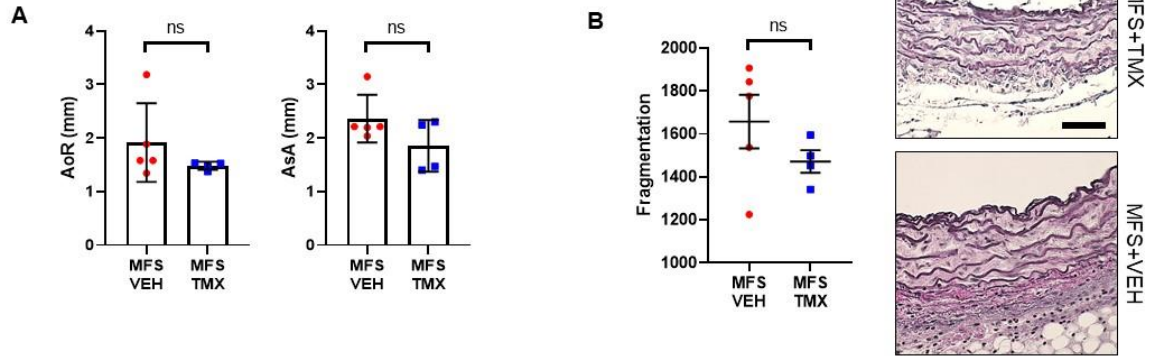 A
ns
4
3
2
1
0
AoR (mm)
MFS VEH
MFS TMX
ns
4
3
2
1
0
AsA (mm)
MFS VEH
MFS TMX
B
ns
2000
1800
1600
1400
1200
1000
Fragmentation
MFS VEH
MFS TMX
MFS+TMX
MFS+VEH